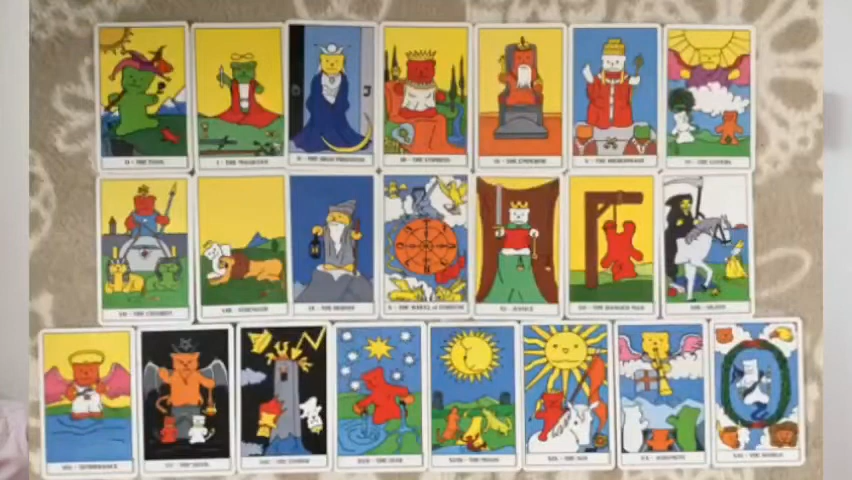 0 - THE FOOL
I - THE MAGICIAN
II - THE HIGH PRIESTESS
III - THE EMPRESS
IV - THE EMPEROR
V - THE HIEROPHANT
VI - THE LOVERS
VII - THE CHARIOT
VIII - STRENGTH
IX - THE HERMIT
X - THE WHEEL of FORTUNE
XI - JUSTICE
XII - THE HANGED MAN
XIII - DEATH
XIV - TEMPERANCE
XV - THE DEVIL
XVI - THE TOWER
XVII - THE STAR
XVIII - THE MOON
XIX - THE SUN
XX - JUDGEMENT
XXI - THE WORLD